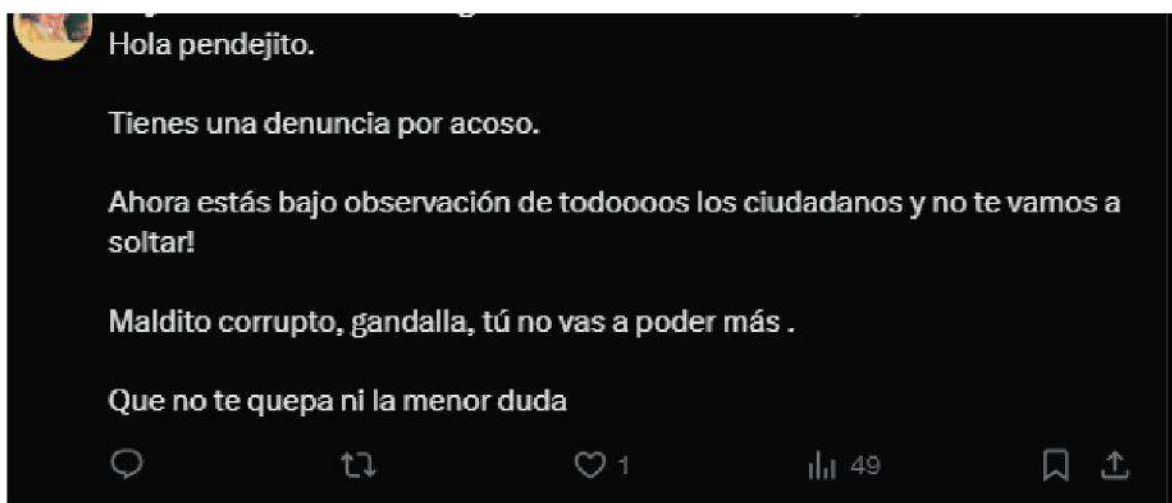 Hola pendejito.
Tienes una denuncia por acoso.
Ahora estás bajo observación de todoooos los ciudadanos y no te vamos a
soltar!
Maldito corrupto, gandalla, tú no vas a poder más .
Que no te quepa ni la menor duda
1
49